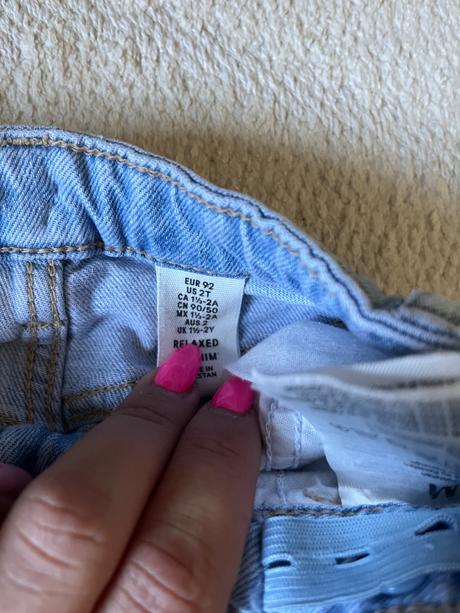 EUR 92
US 2T
CA 1½-2A
CN 90/50
MX 1½-2A
AUS 2
UK 1½-2Y
RELAXED